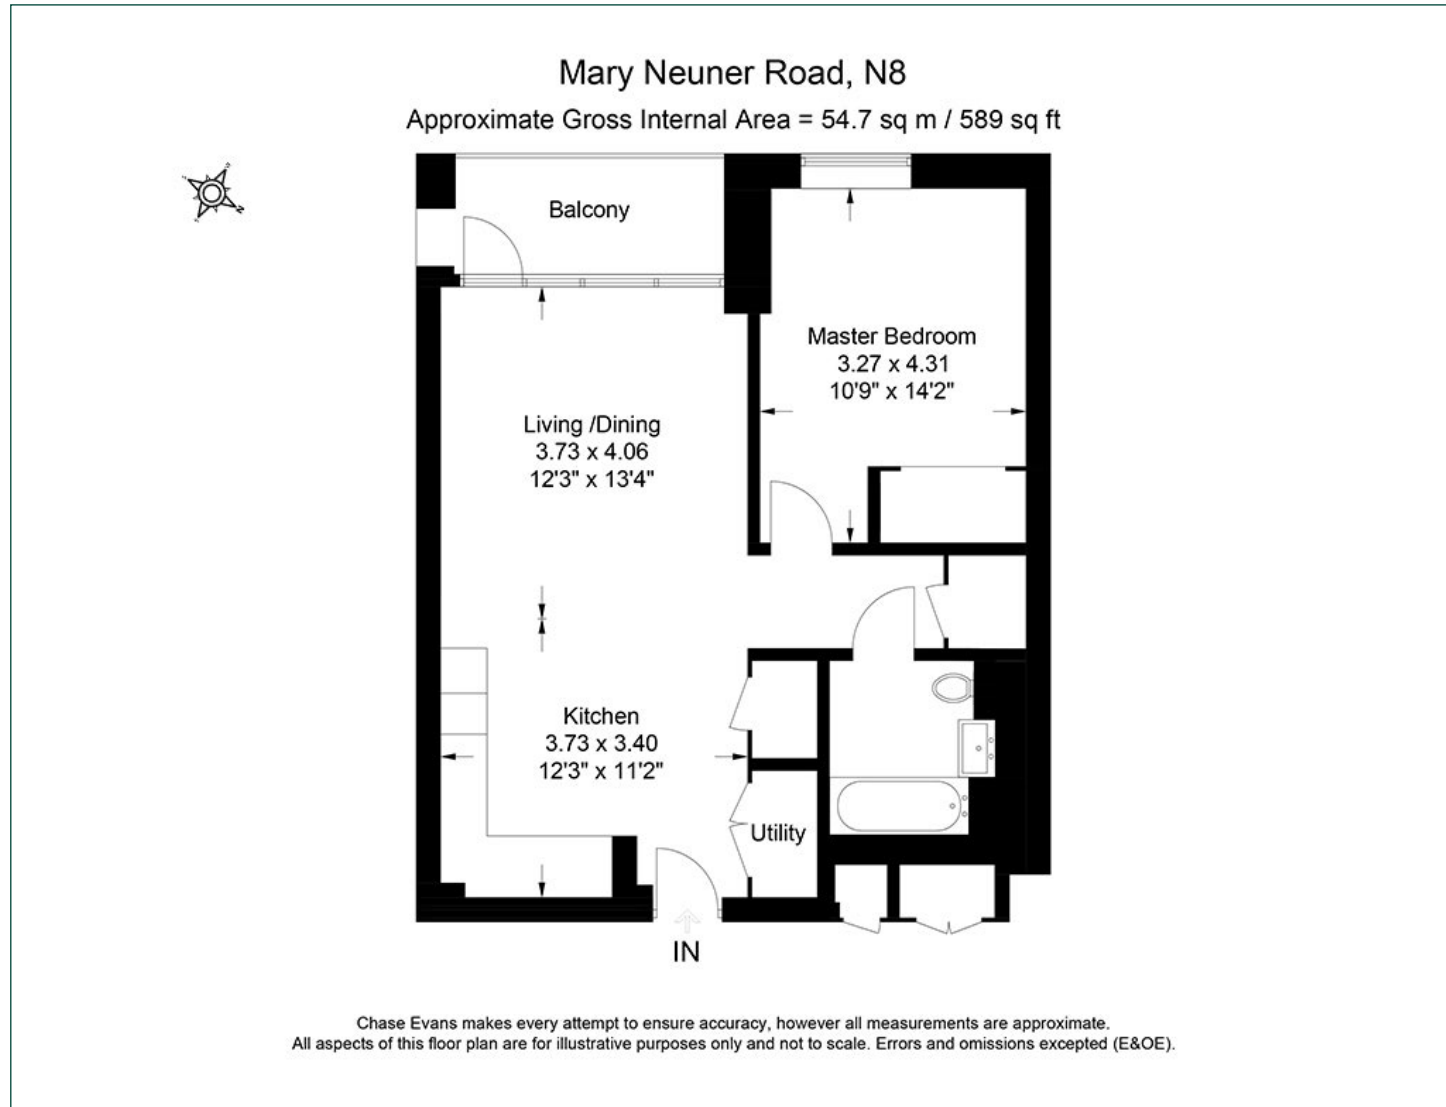 Mary Neuner Road, N8
Approximate Gross Internal Area = 54.7 sq m / 589 sq ft
Balcony
Master Bedroom
3.27 x 4.31
10'9" x 14'2"
Living /Dining
3.73 x 4.06
12'3" x 13'4"
Kitchen
3.73 x 3.40
12'3" x 11'2"
Utility
IN
Chase Evans makes every attempt to ensure accuracy, however all measurements are approximate.
All aspects of this floor plan are for illustrative purposes only and not to scale. Errors and omissions excepted (E&OE).